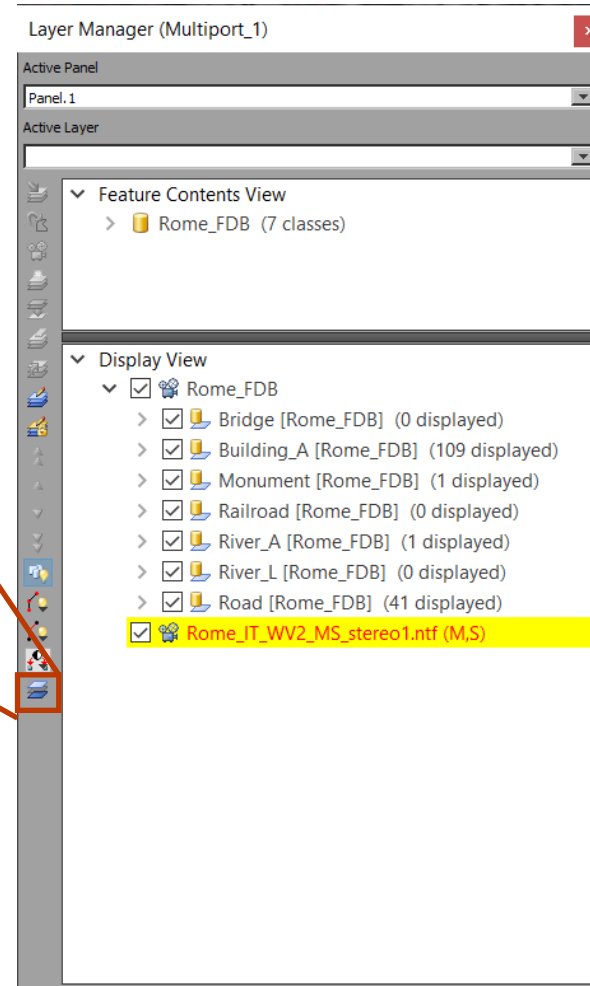 Layer Manager (Multiport_1)
Active Panel
Panel.1
Active Layer
Feature Contents View
Rome_FDB (7 classes)
Display View
Rome_FDB
Bridge [Rome_FDB] (0 displayed)
Building_A [Rome_FDB] (109 displayed)
Monument [Rome_FDB] (1 displayed)
Railroad [Rome_FDB] (0 displayed)
River_A [Rome_FDB] (1 displayed)
River_L [Rome_FDB] (0 displayed)
Road [Rome_FDB] (41 displayed)
Rome_IT_WV2_MS_stereo1.ntf (M,S)